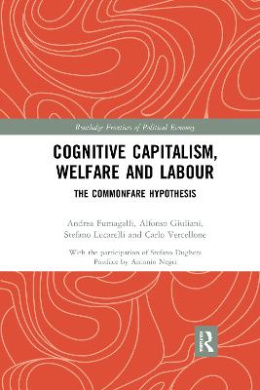 Routledge Frontiers of Political Economy
COGNITIVE CAPITALISM,
WELFARE AND LABOUR
THE COMMONFARE HYPOTHESIS
Andrea Fumagalli, Alfonso Giuliani,
Stefano Lucarelli and Carlo Vercellone
With the participation of Stefano Dughera
Postface by Antonio Negri
R
ROUTLEDGE